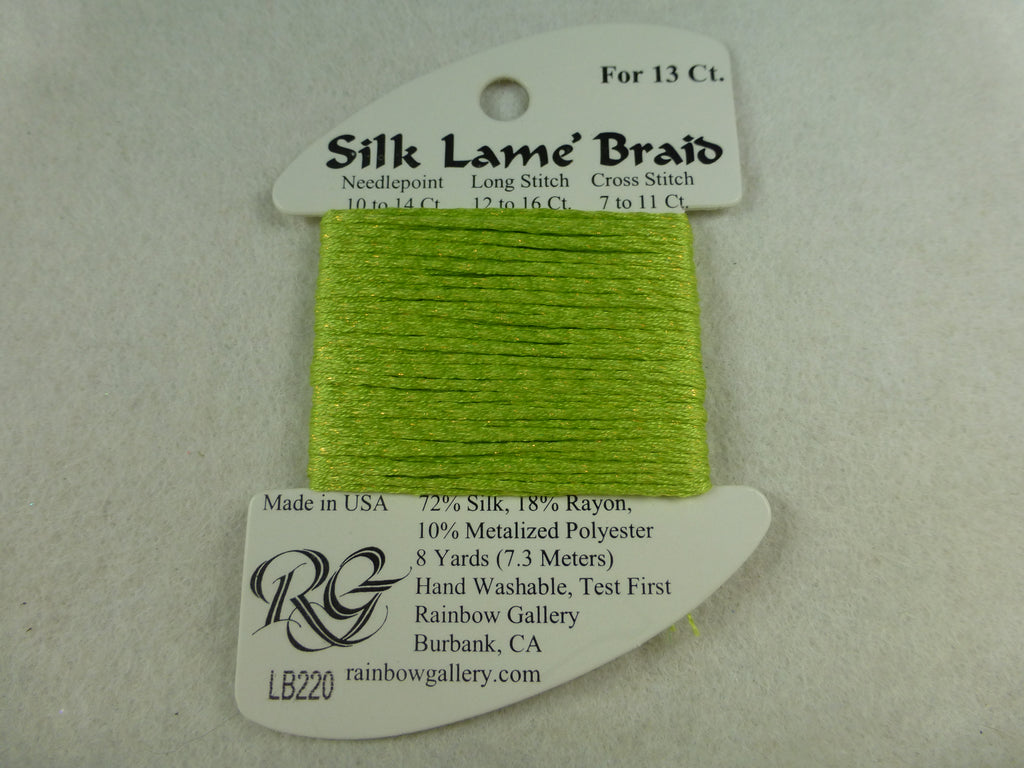 For 13 Ct.
Silk Lame' Braid
Needlepoint Long Stitch Cross Stitch
10 to 14 Ct. 12 to 16 Ct. 7 to 11 Ct.
Made in USA 72% Silk, 18% Rayon,
10% Metalized Polyester
8 Yards (7.3 Meters)
Hand Washable, Test First
Rainbow Gallery
Burbank, CA
rainbowgallery.com
RG
LB220